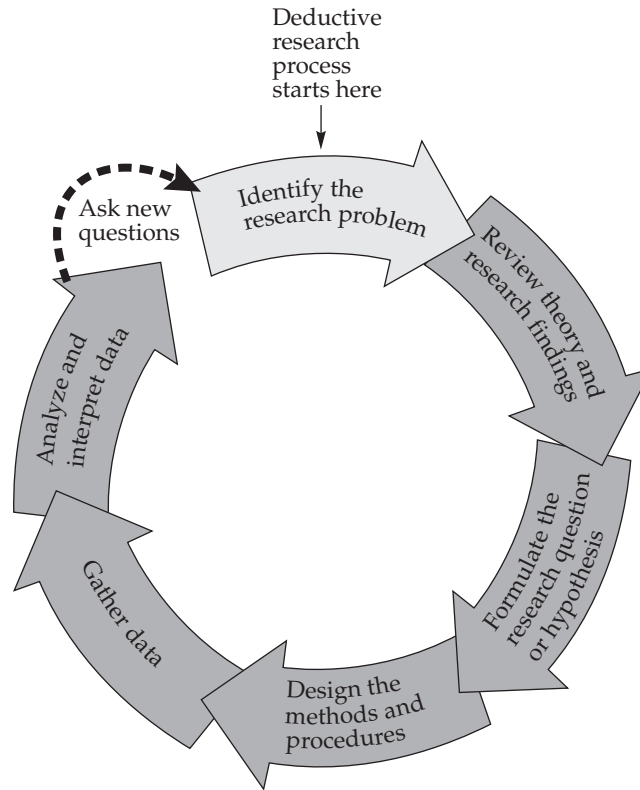 Deductive
research
process
starts here
Identify the
research problem
Review theory and
research findings
Formulate the
research question
or hypothesis
Design the
methods and
procedures
Gather data
Analyze and
interpret data
Ask new
questions